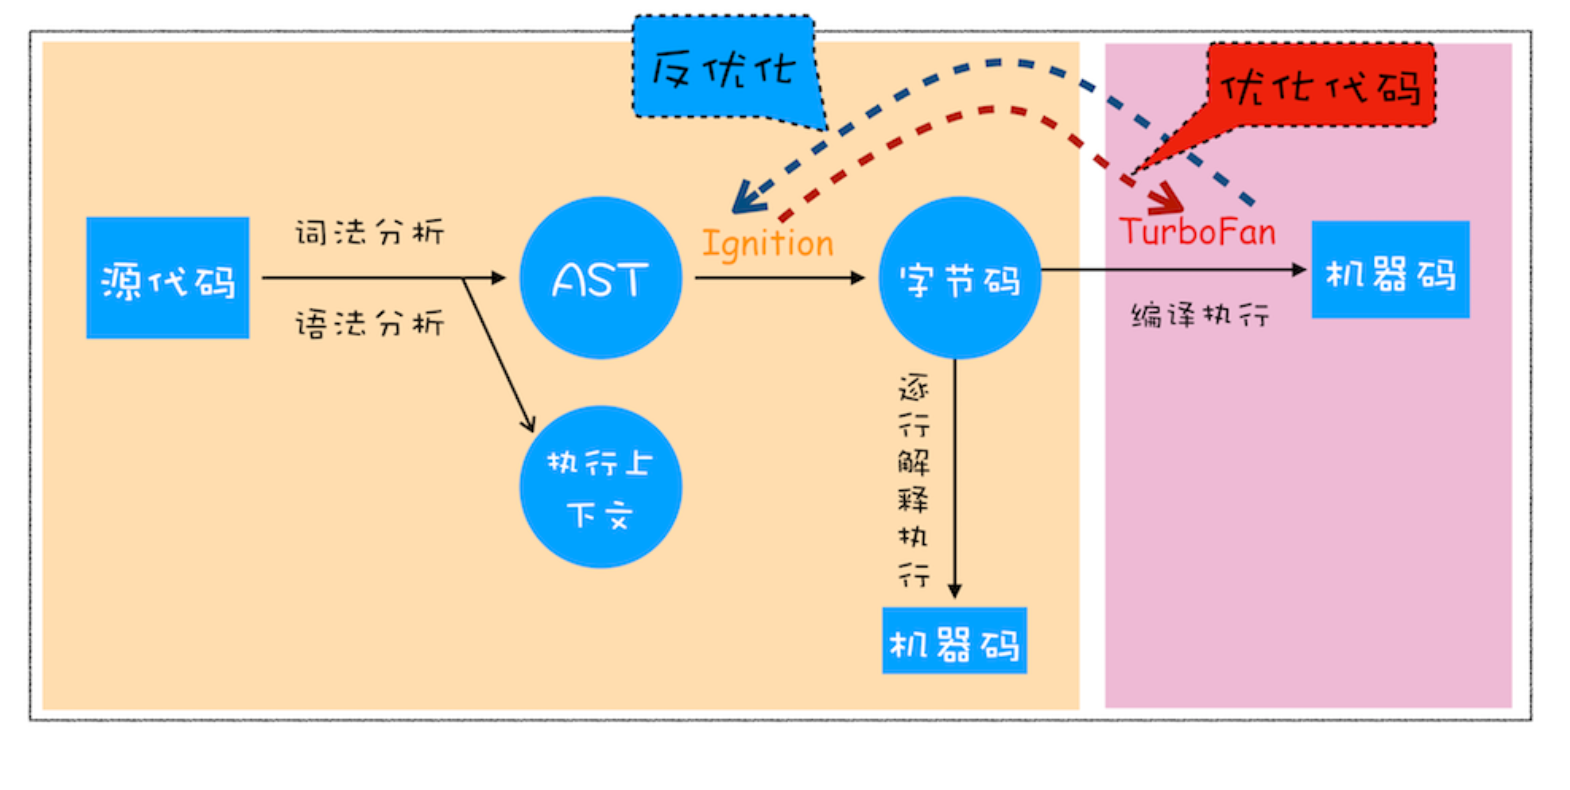 反优化
优化代码
源代码
词法分析
语法分析
AST
Ignition
字节码
TurboFan
编译执行
机器码
执行上
下文
逐
行
解
释
执
行
机器码